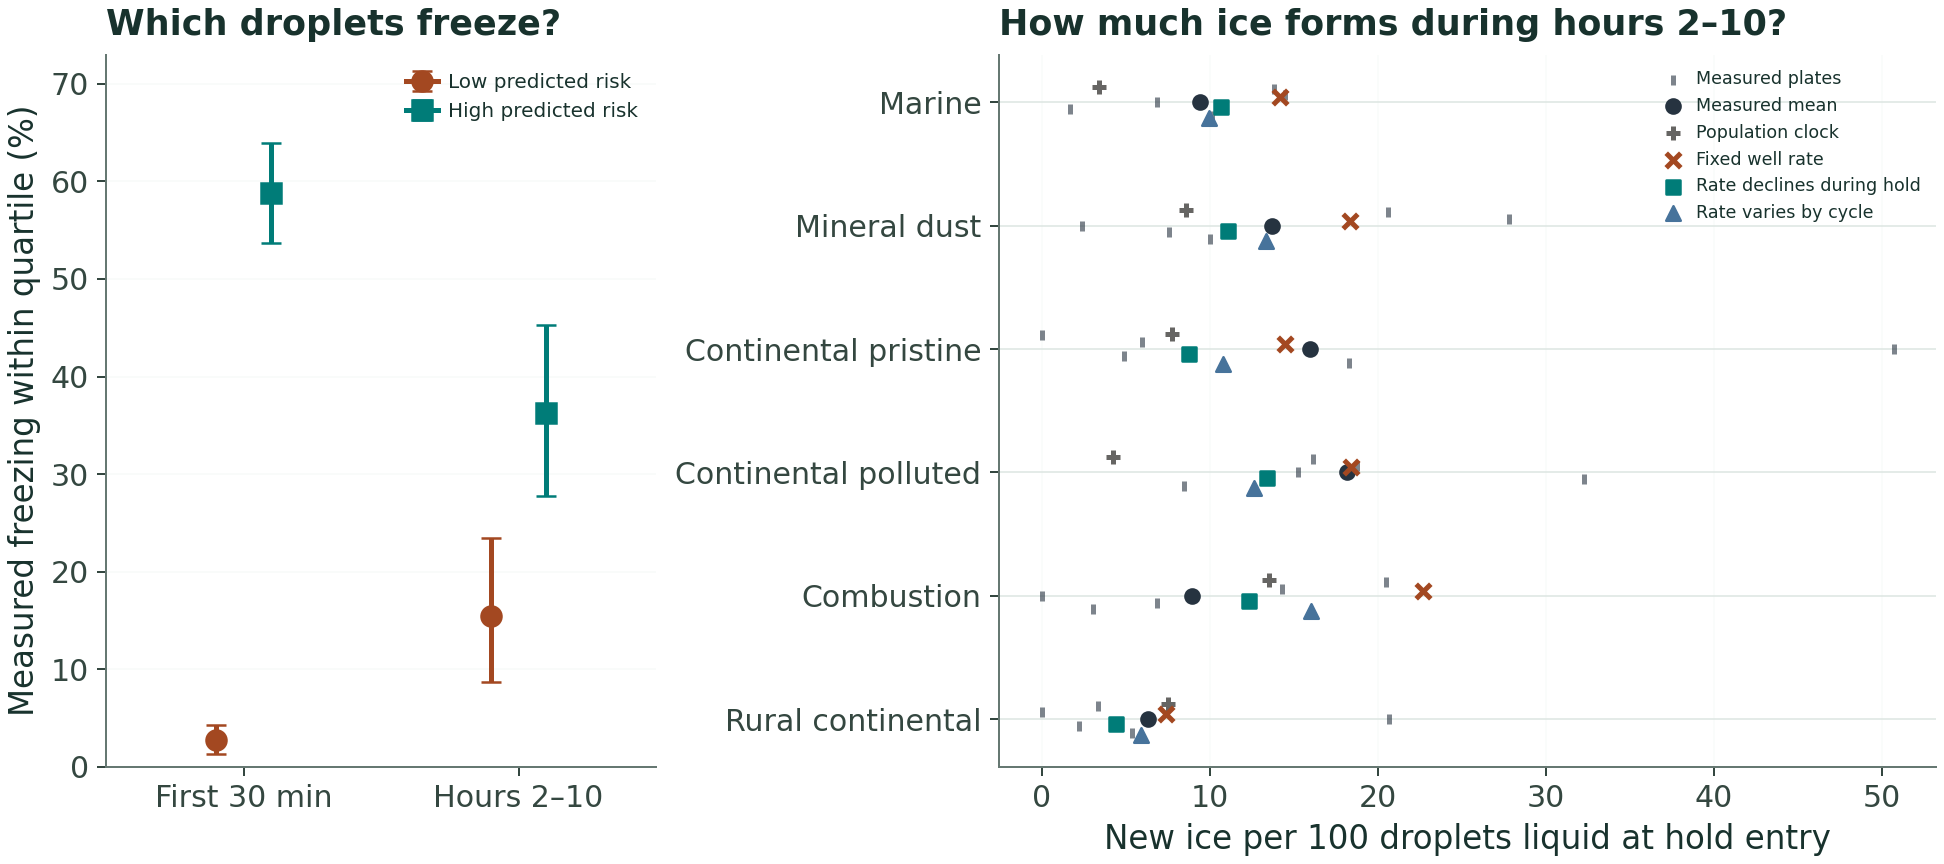 Which droplets freeze?
Measured freezing within quartile (%)
70
60
50
40
30
20
10
0
Low predicted risk
High predicted risk
First 30 min
Hours 2–10
How much ice forms during hours 2–10?
Marine
Mineral dust
Continental pristine
Continental polluted
Combustion
Rural continental
Measured plates
Measured mean
Population clock
Fixed well rate
Rate declines during hold
Rate varies by cycle
0
10
20
30
40
50
New ice per 100 droplets liquid at hold entry